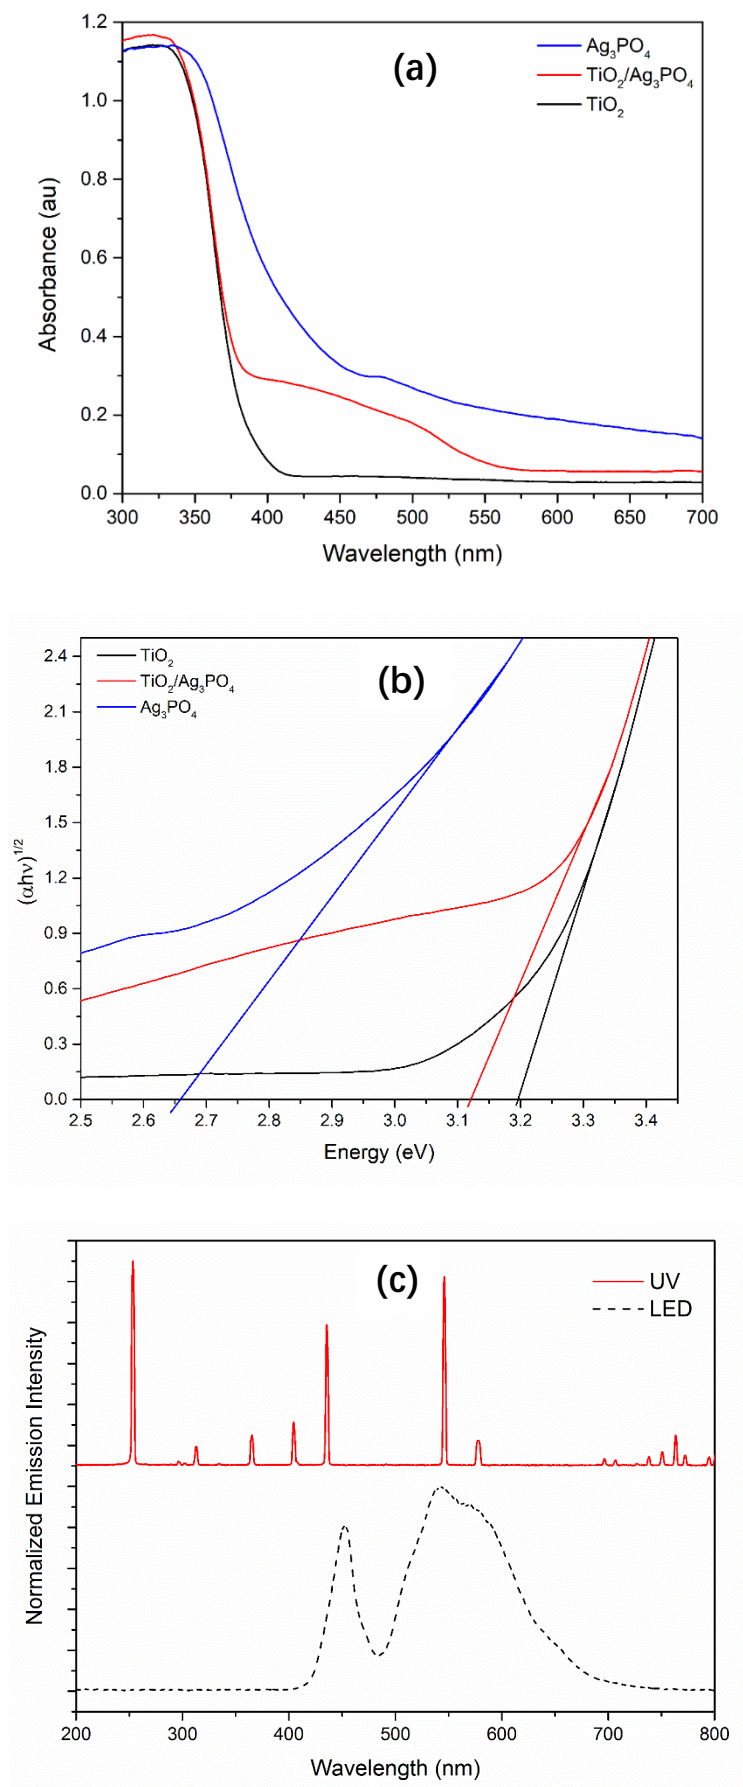 (a)
Ag₃PO₄
TiO₂/Ag₃PO₄
TiO₂
Absorbance (au)
1.2
1.0
0.8
0.6
0.4
0.2
0.0
300 350 400 450 500 550 600 650 700
Wavelength (nm)
(b)
TiO₂
TiO₂/Ag₃PO₄
Ag₃PO₄
(αhν)¹/²
2.4
2.1
1.8
1.5
1.2
0.9
0.6
0.3
0.0
2.5 2.6 2.7 2.8 2.9 3.0 3.1 3.2 3.3 3.4
Energy (eV)
(c)
UV
LED
Normalized Emission Intensity
200 300 400 500 600 700 800
Wavelength (nm)